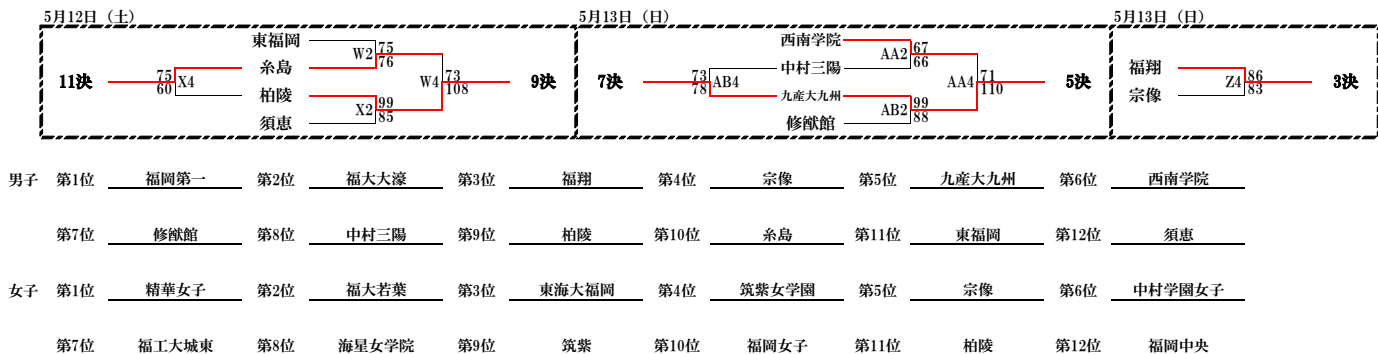 5月12日（土） 5月13日（日） 5月13日（日）
東福岡 75 西南学院 67
W2 AA2
糸島 76 中村三陽 66 福翔
11決 75 X4 W4 73 9決 7決 73 AB4 AA4 71 5決 86 Z4 3決
60 108 78 110 83
柏陵 99 九産大九州 99 宗像
X2 AB2
須恵 85 修猷館 88
男子 第1位 福岡第一 第2位 福大大濠 第3位 福翔 第4位 宗像 第5位 九産大九州 第6位 西南学院
第7位 修猷館 第8位 中村三陽 第9位 柏陵 第10位 糸島 第11位 東福岡 第12位 須恵
女子 第1位 精華女子 第2位 福大若葉 第3位 東海大福岡 第4位 筑紫女学園 第5位 宗像 第6位 中村学園女子
第7位 福工大城東 第8位 海星女学院 第9位 筑紫 第10位 福岡女子 第11位 柏陵 第12位 福岡中央